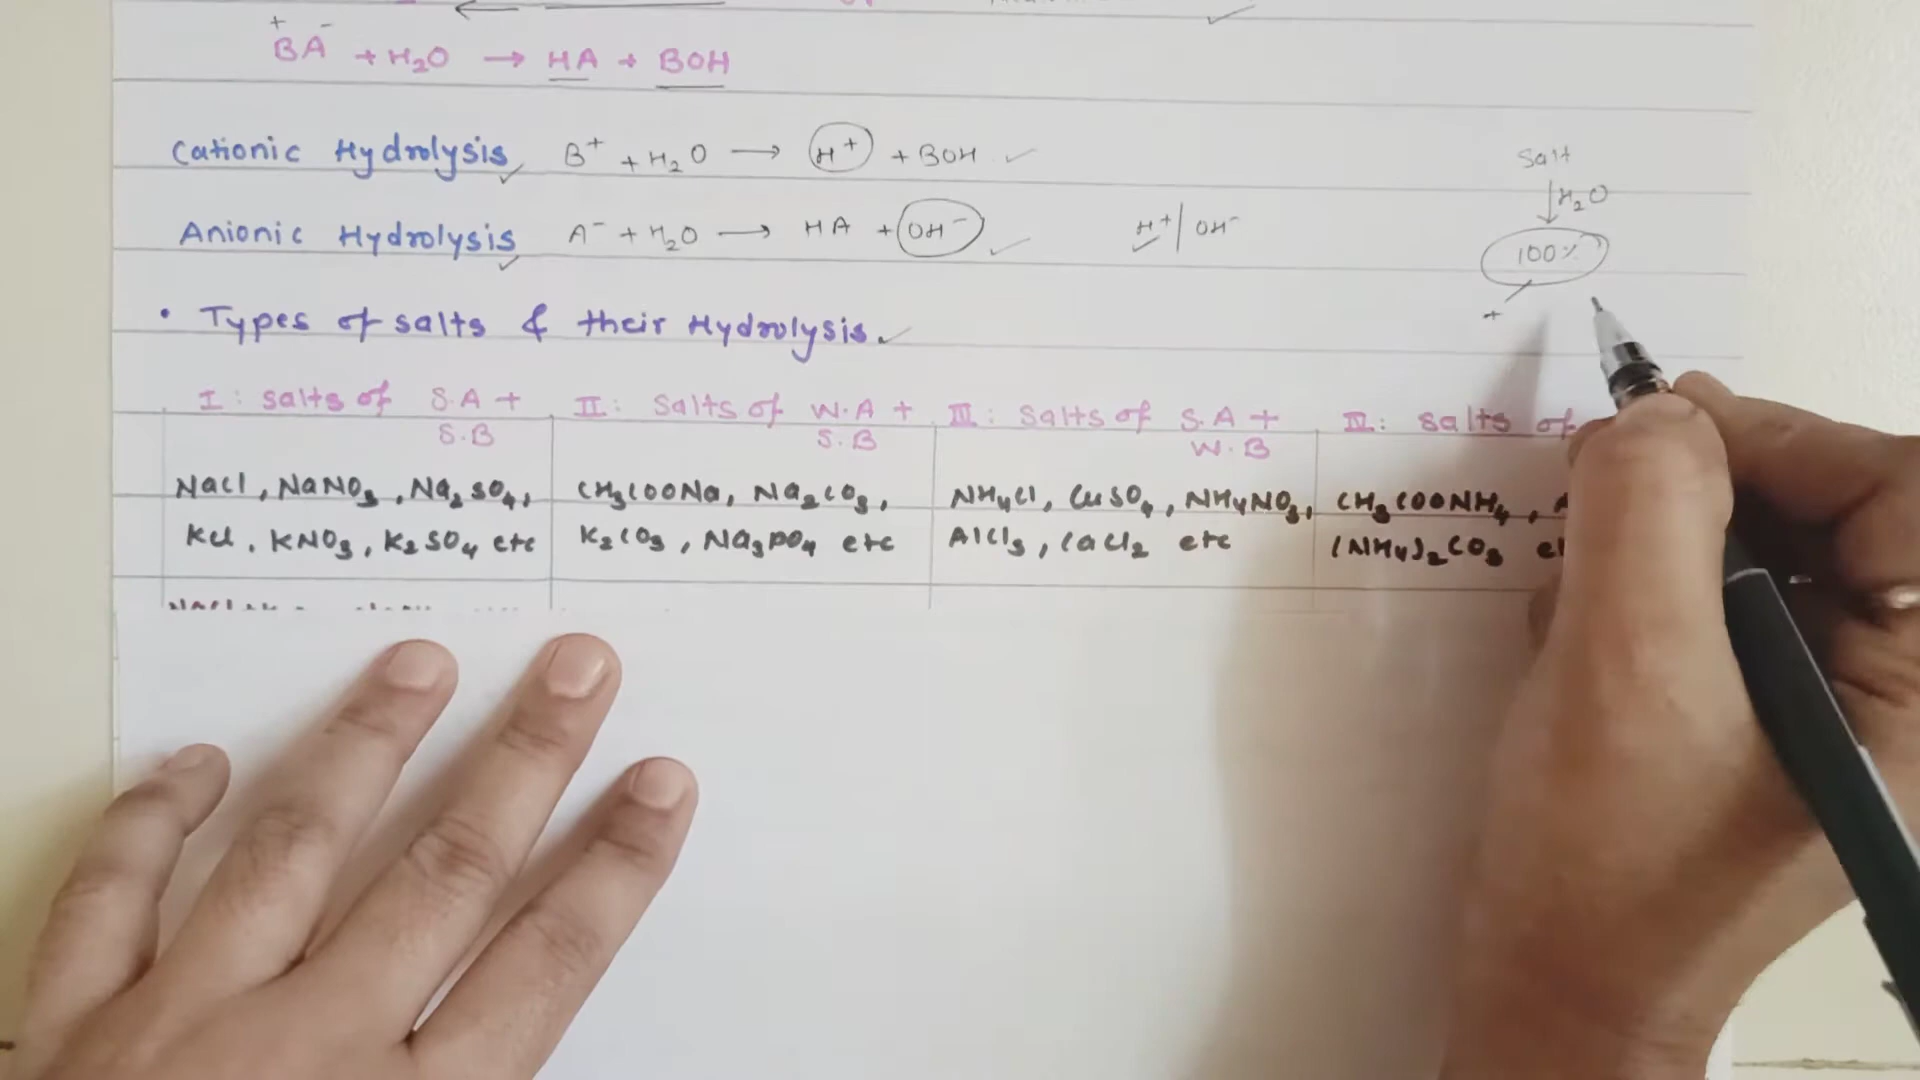 B⁺A⁻ + H₂O → HA + BOH
Cationic Hydrolysis B⁺ + H₂O → H⁺ + BOH
Anionic Hydrolysis A⁻ + H₂O → HA + OH⁻
H⁺ | OH⁻
Salt
↓ H₂O
100%
+
• Types of salts & their Hydrolysis
I : salts of S.A +
S.B
NaCl, NaNO₃, Na₂SO₄,
KCl, KNO₃, K₂SO₄ etc
II : Salts of W.A +
S.B
CH₃COONa, Na₂CO₃,
K₂CO₃, Na₃PO₄ etc
III : Salts of S.A +
W.B
NH₄Cl, CuSO₄, NH₄NO₃,
AlCl₃, CaCl₂ etc
IV : salts of
CH₃COONH₄,
(NH₄)₂CO₃